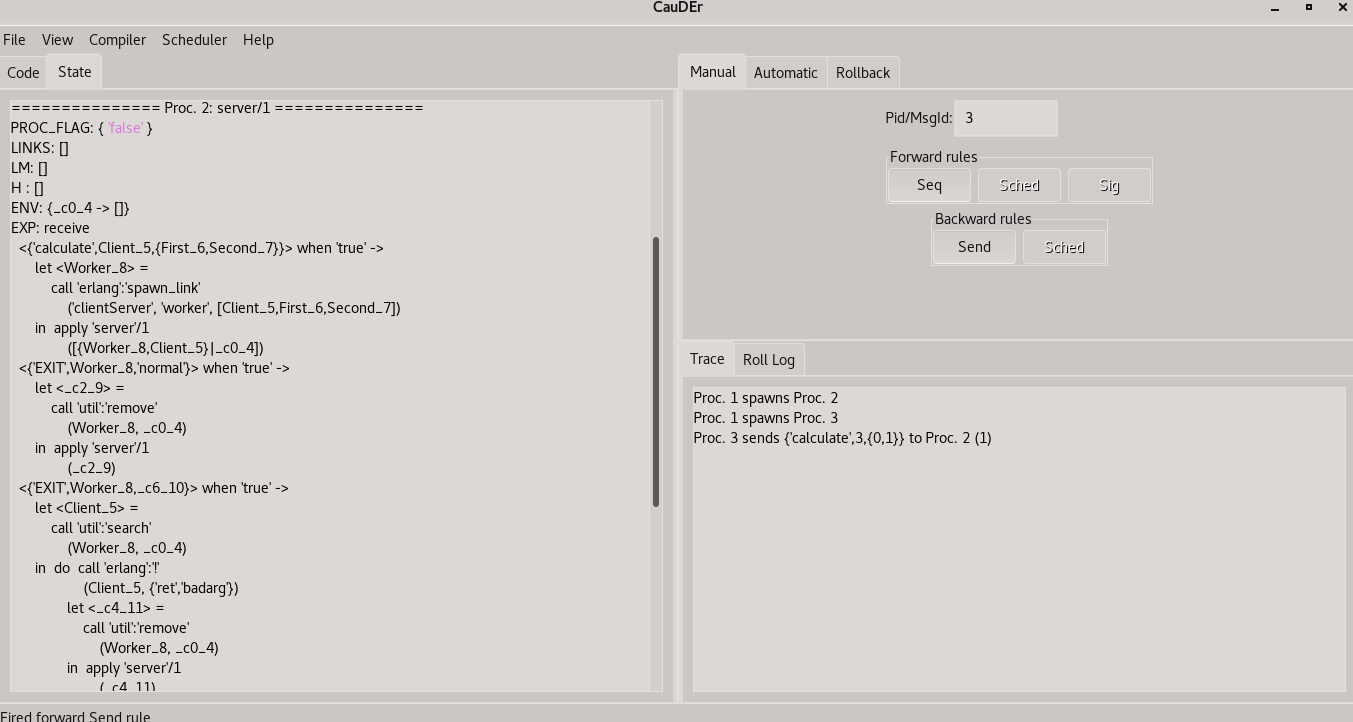 CauDEr
File View Compiler Scheduler Help
Code State
=============== Proc. 2: server/1 ===============
PROC_FLAG: { 'false' }
LINKS: []
LM: []
H : []
ENV: {_c0_4 -> []}
EXP: receive
<{'calculate',Client_5,{First_6,Second_7}}> when 'true' ->
let <Worker_8> =
call 'erlang':'spawn_link'
('clientServer', 'worker', [Client_5,First_6,Second_7])
in apply 'server'/1
([{Worker_8,Client_5}|_c0_4])
<{'EXIT',Worker_8,'normal'}> when 'true' ->
let <_c2_9> =
call 'util':'remove'
(Worker_8, _c0_4)
in apply 'server'/1
(_c2_9)
<{'EXIT',Worker_8,_c6_10}> when 'true' ->
let <Client_5> =
call 'util':'search'
(Worker_8, _c0_4)
in do call 'erlang':'!'
(Client_5, {'ret','badarg'})
let <_c4_11> =
call 'util':'remove'
(Worker_8, _c0_4)
in apply 'server'/1
(_c4_11)
Manual Automatic Rollback
Pid/MsgId: 3
Forward rules
Seq Sched Sig
Backward rules
Send Sched
Trace Roll Log
Proc. 1 spawns Proc. 2
Proc. 1 spawns Proc. 3
Proc. 3 sends {'calculate',3,{0,1}} to Proc. 2 (1)
Fired forward Send rule